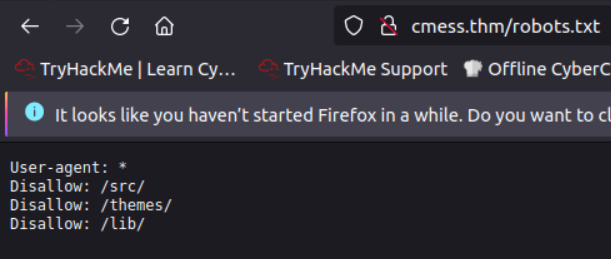 cmess.thm/robots.txt
TryHackMe | Learn Cy... TryHackMe Support Offline CyberC
It looks like you haven't started Firefox in a while. Do you want to cl
User-agent: *
Disallow: /src/
Disallow: /themes/
Disallow: /lib/